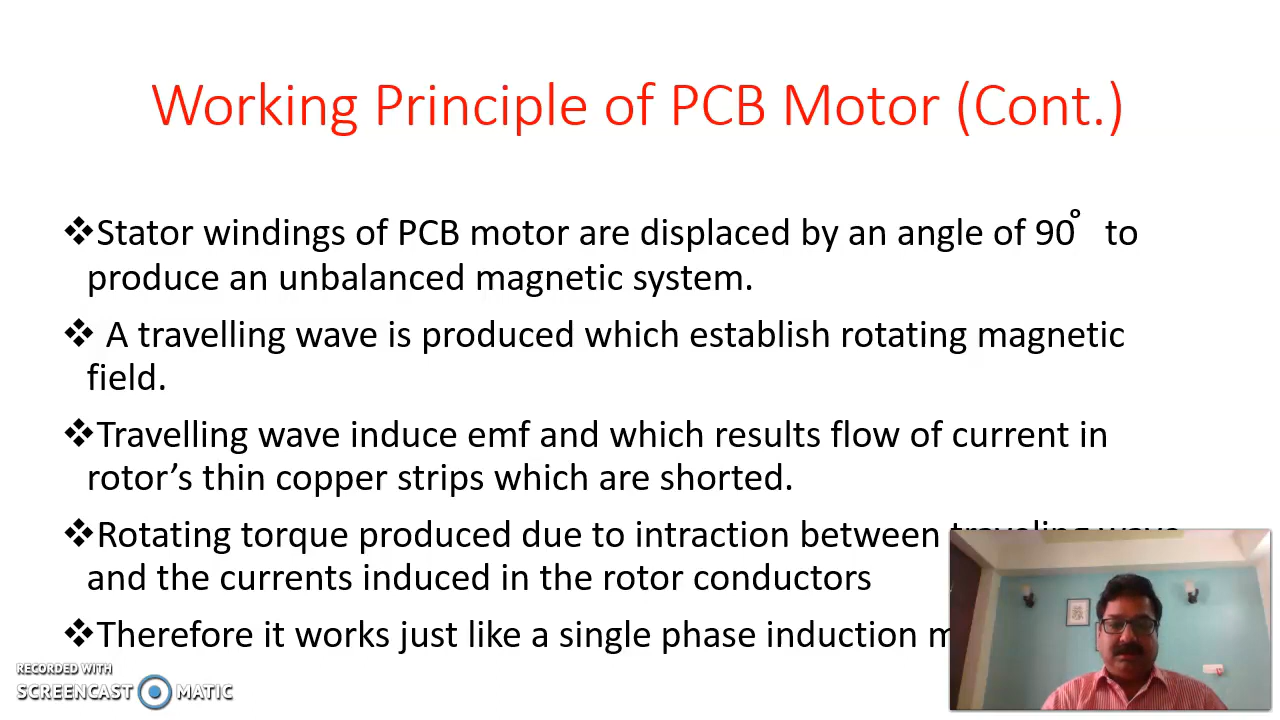 Working Principle of PCB Motor (Cont.)
❖Stator windings of PCB motor are displaced by an angle of 90° to
produce an unbalanced magnetic system.
❖ A travelling wave is produced which establish rotating magnetic
field.
❖Travelling wave induce emf and which results flow of current in
rotor’s thin copper strips which are shorted.
❖Rotating torque produced due to intraction between traveling wave
and the currents induced in the rotor conductors
❖Therefore it works just like a single phase induction
RECORDED WITH
SCREENCAST MATIC